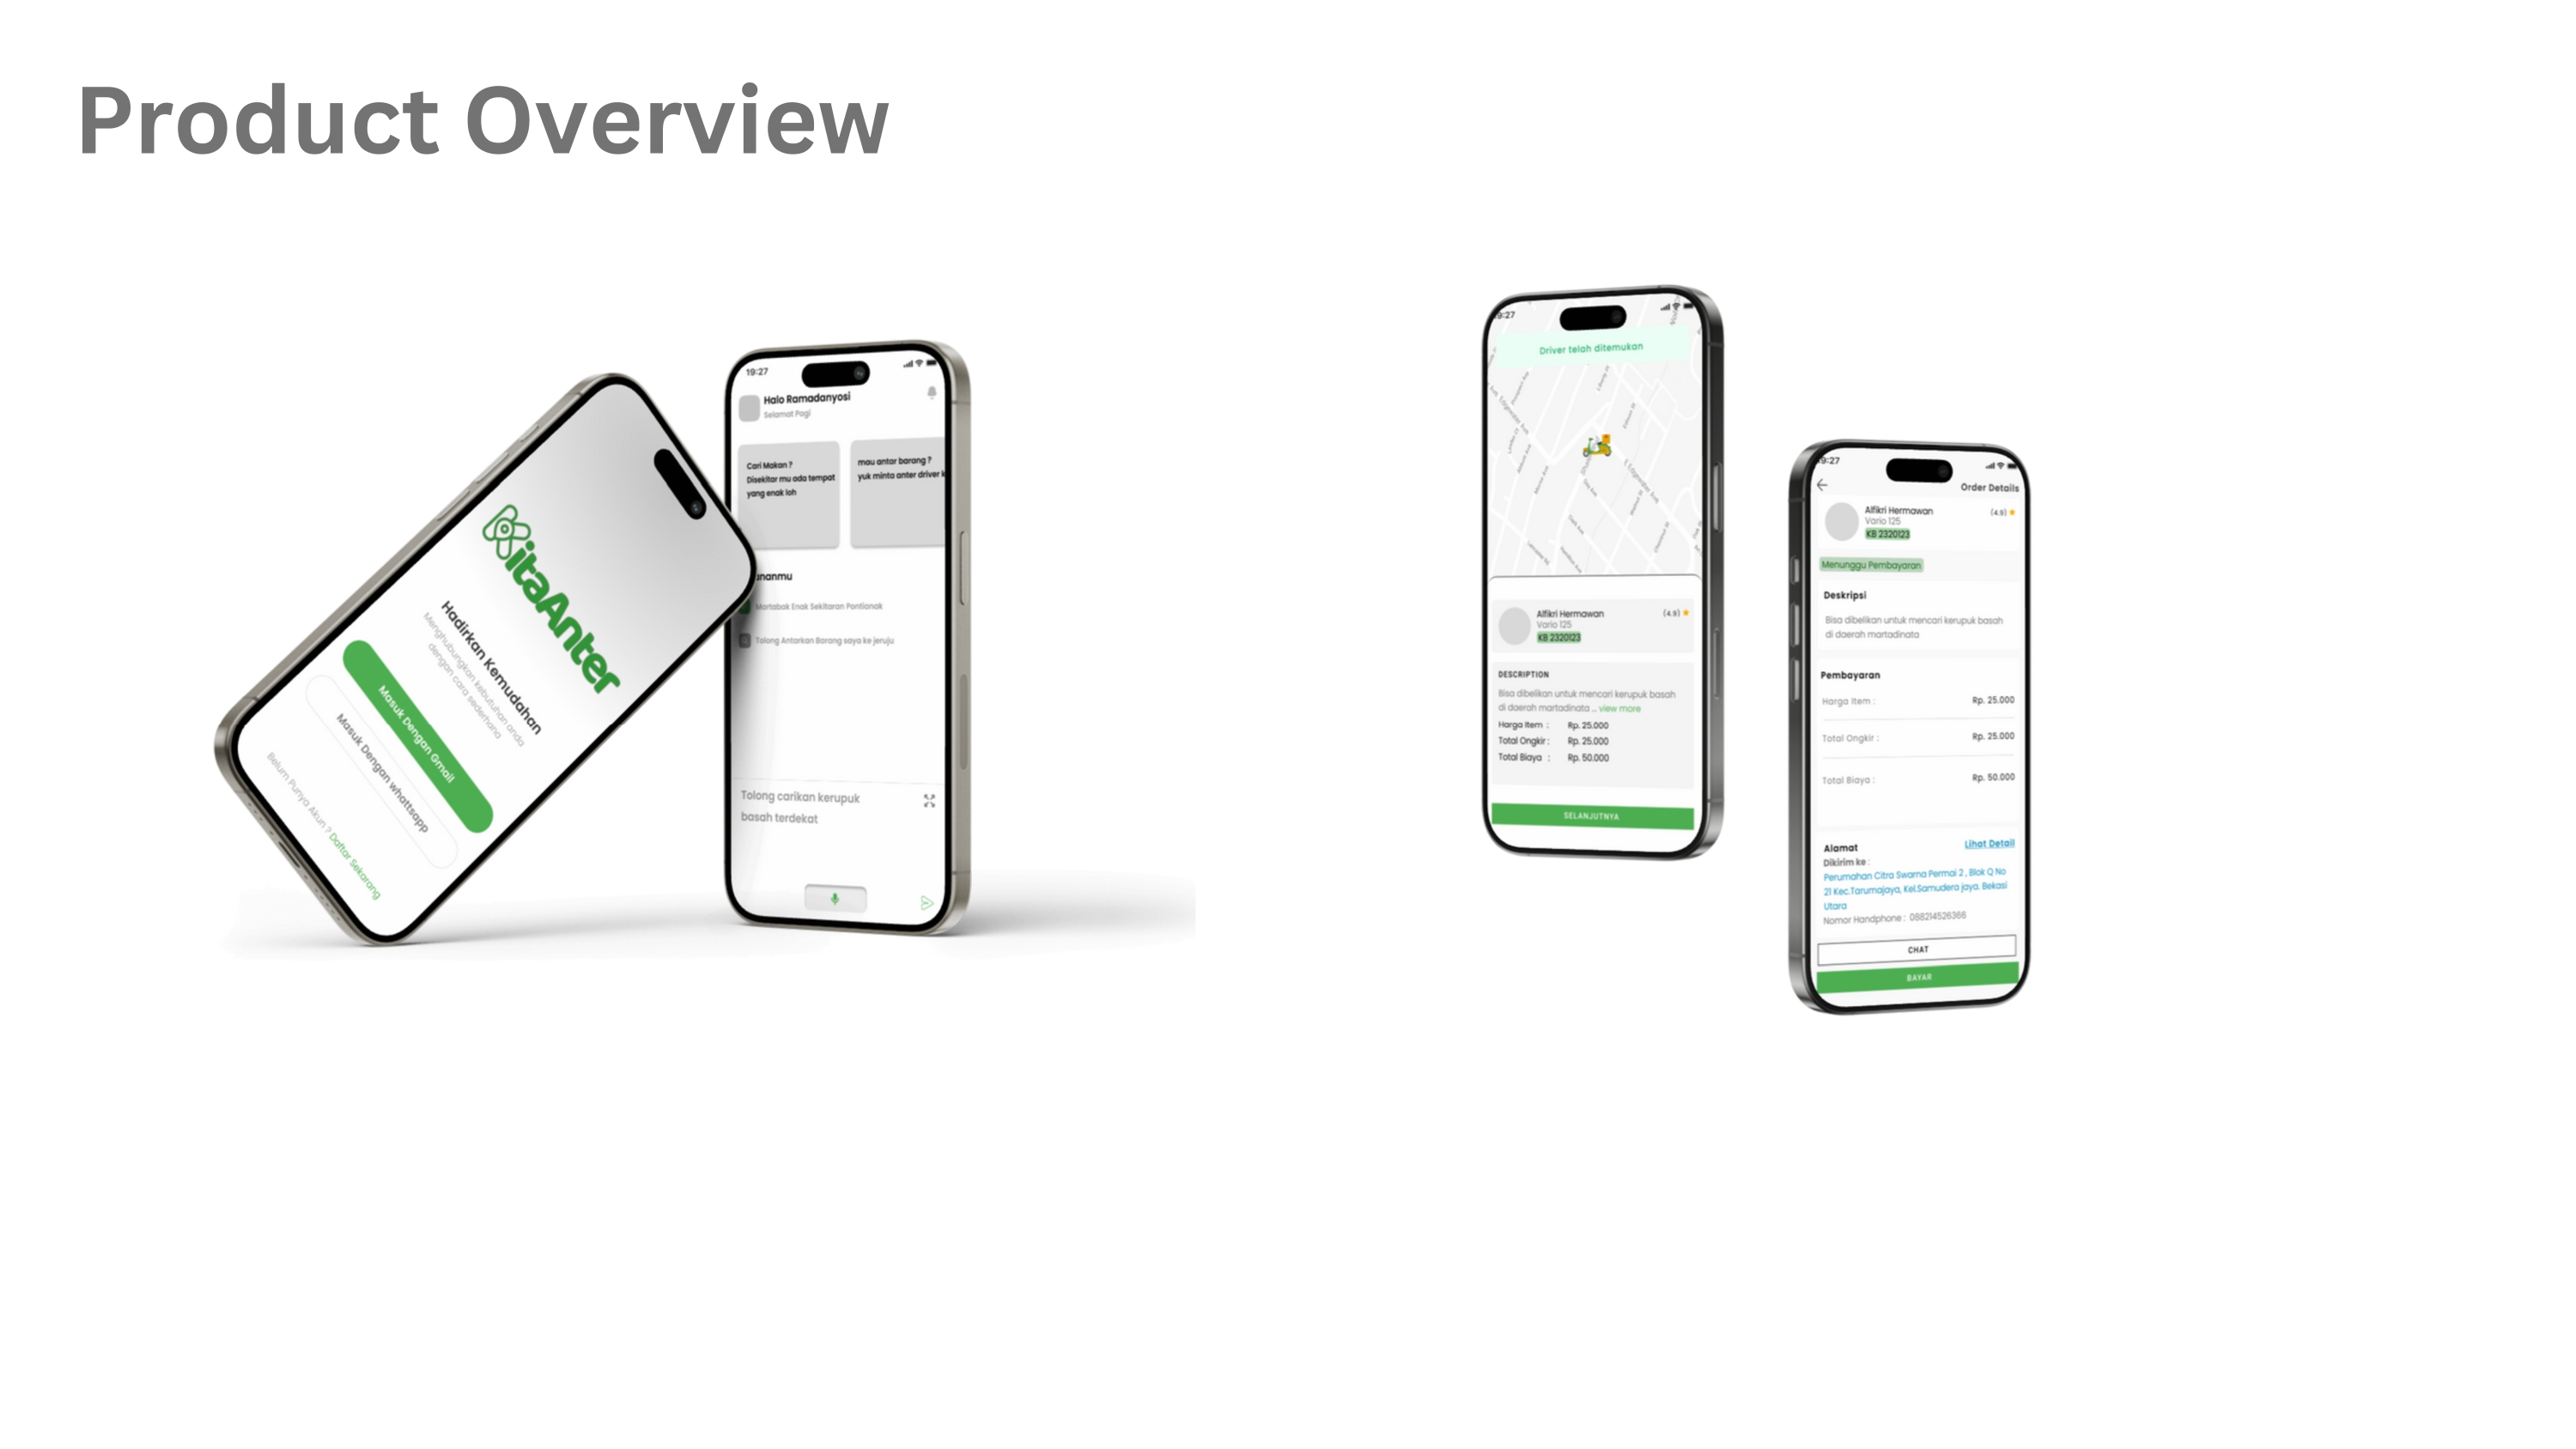 Product Overview
KitaAnter
Hadirkan Kemudahan
Menghubungkan kebutuhan anda
dengan cara sederhana
Masuk Dengan Gmail
Masuk Dengan whattsapp
Belum Punya Akun ? Daftar Sekarang
19:27
Halo Ramadanyosi
Selamat Pagi
Cari Makan ?
Disekitar mu ada tempat
yang enak loh
mau antar barang ?
yuk minta anter driver k
nanmu
Martabak Enak Sekitaran Pontianak
Tolong Antarkan Barang saya ke jeruju
Tolong carikan kerupuk
basah terdekat
9:27
Driver telah ditemukan
Alfikri Hermawan
(4.9)
Vario 125
KB 2320123
DESCRIPTION
Bisa dibelikan untuk mencari kerupuk basah
di daerah martadinata ... view more
Harga Item : Rp. 25.000
Total Ongkir : Rp. 25.000
Total Biaya : Rp. 50.000
SELANJUTNYA
9:27
Order Details
Alfikri Hermawan
(4.9)
Vario 125
KB 2320123
Menunggu Pembayaran
Deskripsi
Bisa dibelikan untuk mencari kerupuk basah
di daerah martadinata
Pembayaran
Harga Item : Rp. 25.000
Total Ongkir : Rp. 25.000
Total Biaya : Rp. 50.000
Alamat Lihat Detail
Dikirim ke :
Perumahan Citra Swarna Permai 2 , Blok Q No
21 Kec.Tarumajaya, Kel.Samudera jaya. Bekasi
Utara
Nomor Handphone : 088214526366
CHAT
BAYAR